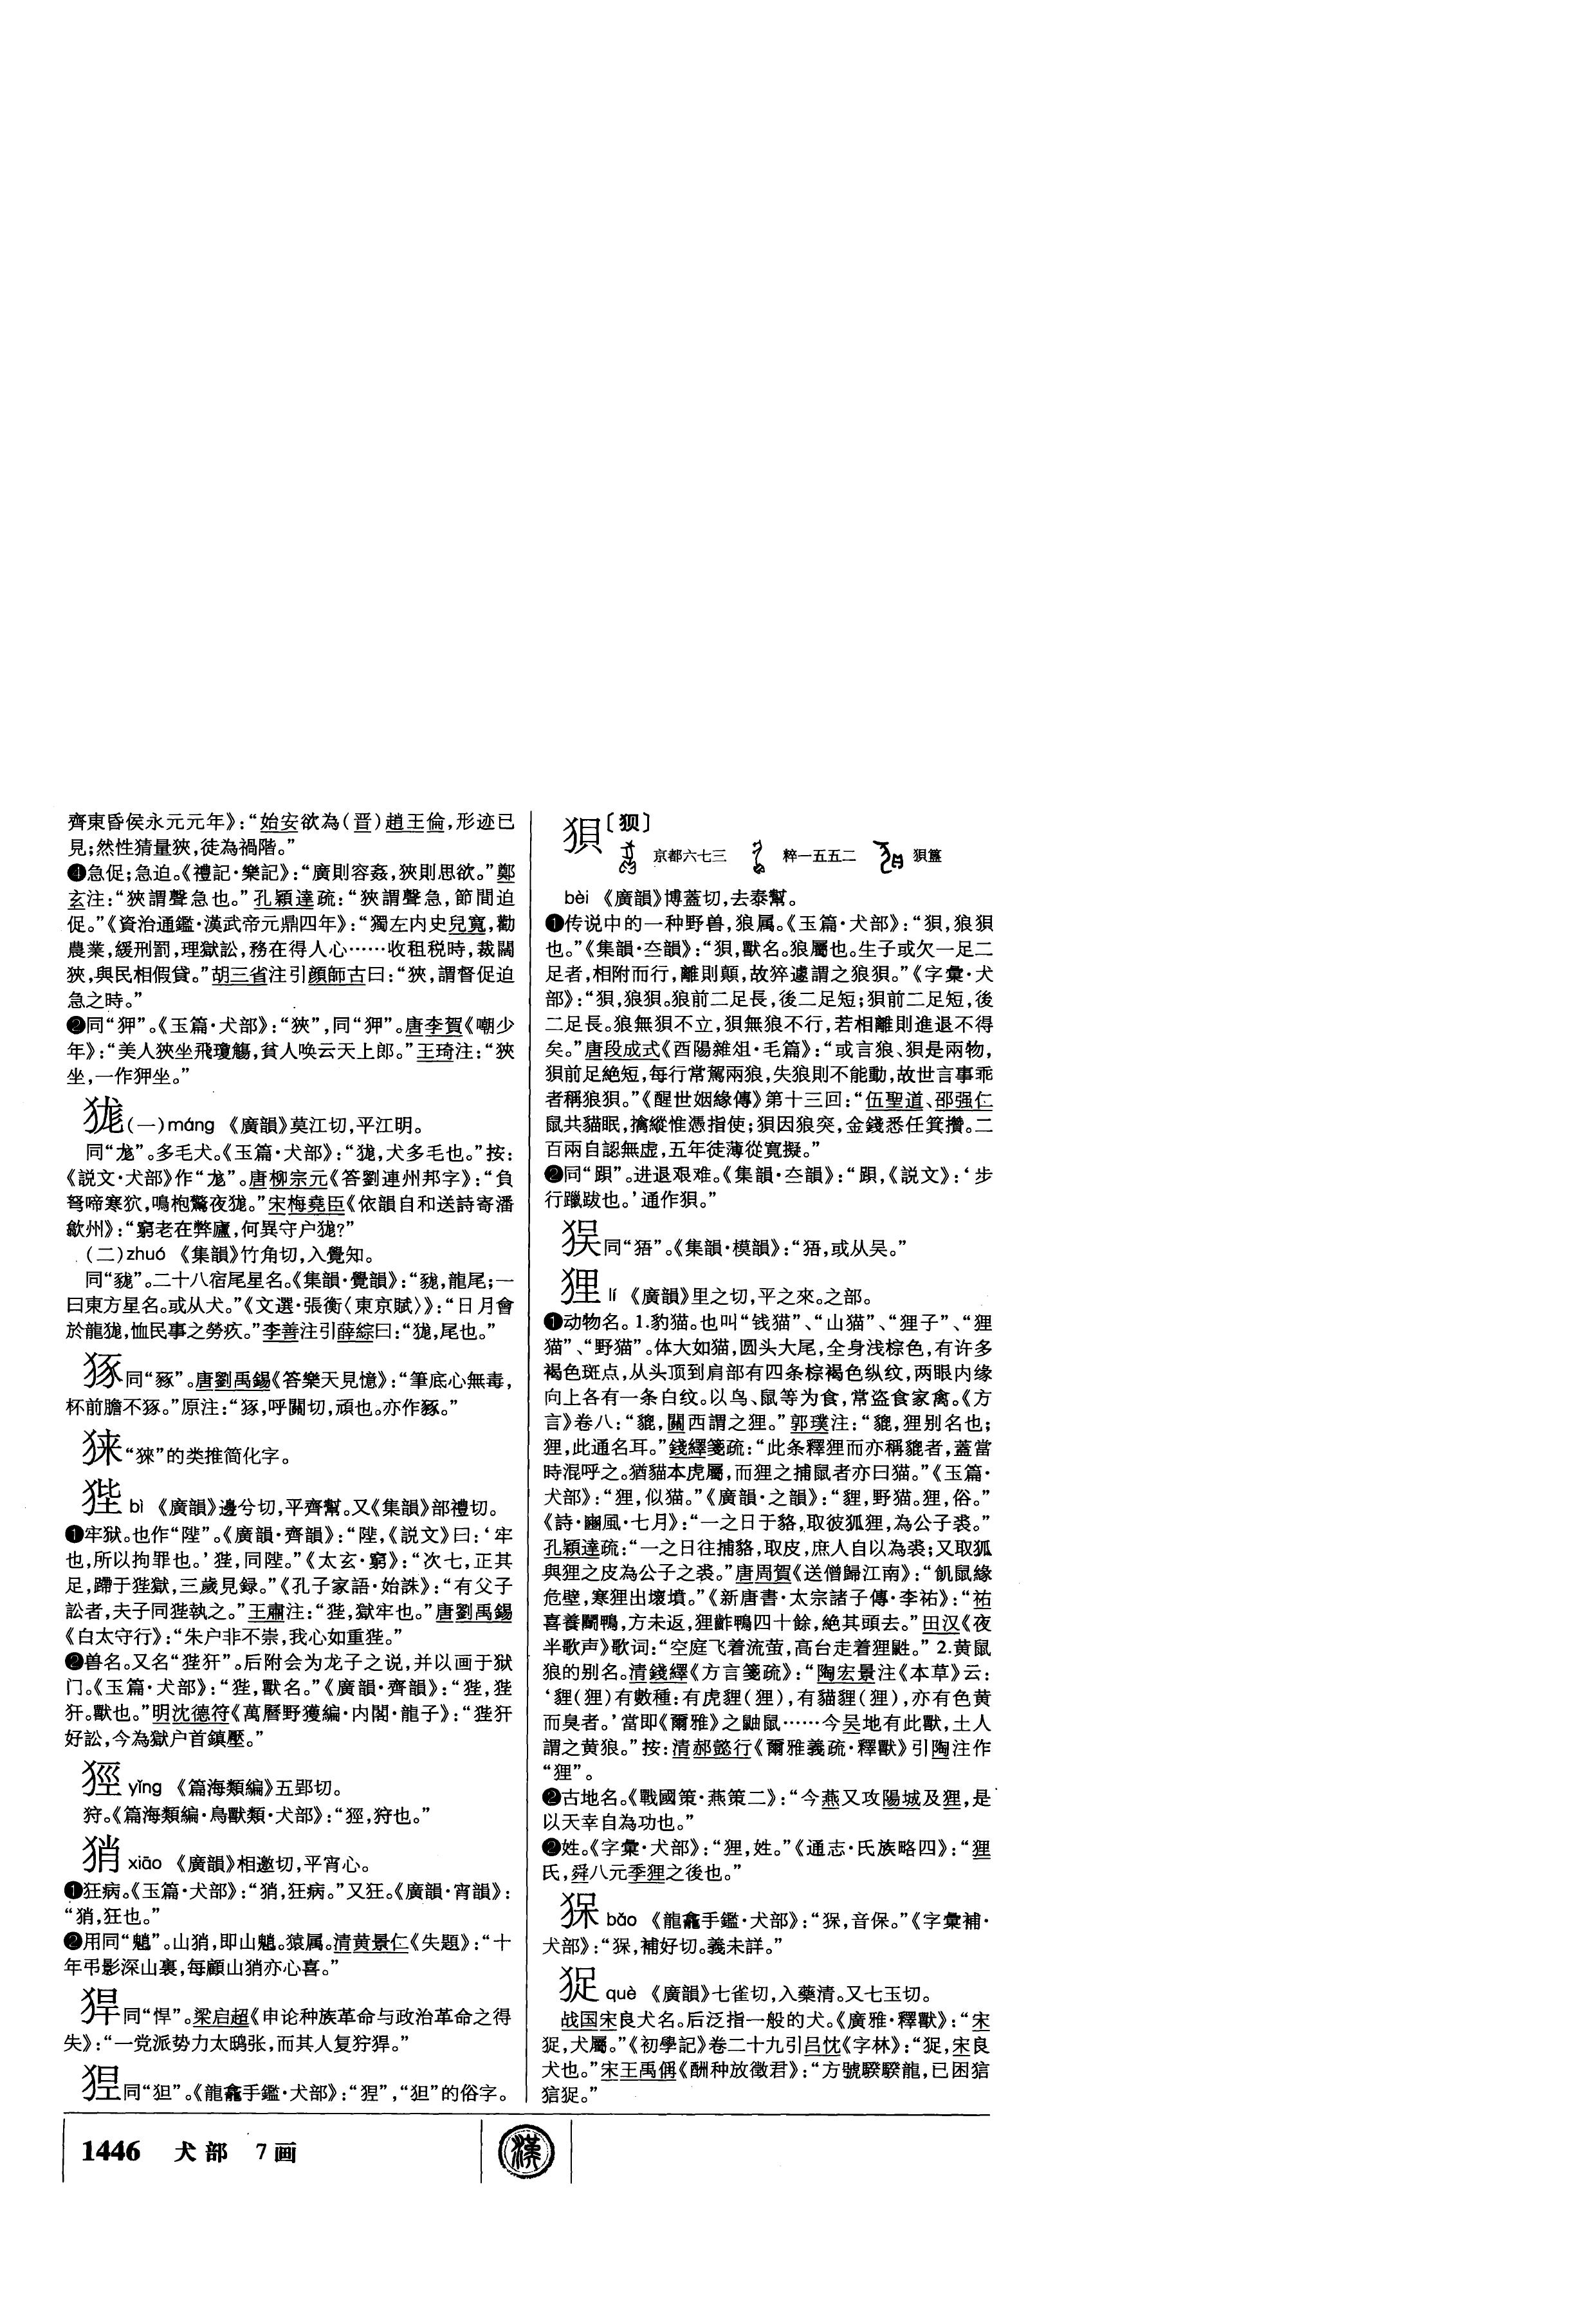 齊東昏侯永元元年》：“始安欲為（晋）趙王倫，形迹已
見；然性猜量狹，徒為禍階。”
❹急促；急迫。《禮記·樂記》：“廣則容姦，狹則思欲。”鄭
玄注：“狹謂聲急也。”孔穎達疏：“狹謂聲急，節間迫
促。”《資治通鑑·漢武帝元鼎四年》：“獨左内史兒寬，勸
農業，緩刑罰，理獄訟，務在得人心……收租税時，裁闊
狹，與民相假貸。”胡三省注引顔師古曰：“狹，謂督促迫
急之時。”
❷同“狎”。《玉篇·犬部》：“狹”，同“狎”。唐李賀《嘲少
年》：“美人狹坐飛瓊觴，貧人唤云天上郎。”王琦注：“狹
坐，一作狎坐。”
狵（一）máng 《廣韻》莫江切，平江明。
同“尨”。多毛犬。《玉篇·犬部》：“狵，犬多毛也。”按：
《説文·犬部》作“尨”。唐柳宗元《答劉連州邦字》：“負
弩啼寒狖，鳴枹驚夜狵。”宋梅堯臣《依韻自和送詩寄潘
歙州》：“窮老在弊廬，何異守户狵？”
（二）zhuó 《集韻》竹角切，入覺知。
同“豥”。二十八宿尾星名。《集韻·覺韻》：“，龍尾；一
曰東方星名。或从犬。”《文選·張衡〈東京賦〉》：“日月會
於龍狵，恤民事之勞疚。”李善注引薛綜曰：“狵，尾也。”
豩同“豩”。唐劉禹錫《答樂天見憶》：“筆底心無毒，
杯前膽不㺀。”原注：“㺀，呼關切，頑也。亦作豩。”
猍“猍”的类推简化字。
狴 bì 《廣韻》邊兮切，平齊幫。又《集韻》部禮切。
❶牢狱。也作“陛”。《廣韻·齊韻》：“陛，《説文》曰：‘牢
也，所以拘罪也。’狴，同陛。”《太玄·窮》：“次七，正其
足，蹛于狴獄，三歲見録。”《孔子家語·始誅》：“有父子
訟者，夫子同狴執之。”王肅注：“狴，獄牢也。”唐劉禹錫
《白太守行》：“朱户非不崇，我心如重狴。”
❷兽名。又名“狴犴”。后附会为龙子之说，并以画于狱
门。《玉篇·犬部》：“狴，獸名。”《廣韻·齊韻》：“狴，狴
犴。獸也。”明沈德符《萬曆野獲編·内閣·龍子》：“狴犴
好訟，今為獄户首鎮壓。”
㹵 yǐng 《篇海類編》五郢切。
狩。《篇海類編·鳥獸類·犬部》：“㹵，狩也。”
猇 xiāo 《廣韻》相邀切，平宵心。
❶狂病。《玉篇·犬部》：“㹿，狂病。”又狂。《廣韻·宵韻》：
“㹿，狂也。”
❷用同“魈”。山㹿，即山魈。猿属。清黄景仁《失題》：“十
年弔影深山裏，每顧山㹿亦心喜。”
猂同“悍”。梁启超《申论种族革命与政治革命之得
失》：“一党派势力太鸱张，而其人复狞猂。”
同“狚”。《龍龕手鑑·犬部》：“”，“狚”的俗字。
狽〔狈〕
京都六七三 粹一五五二 狽簋
bèi 《廣韻》博蓋切，去泰幫。
❶传说中的一种野兽，狼属。《玉篇·犬部》：“狽，狼狽
也。”《集韻·夳韻》：“狽，獸名。狼屬也。生子或欠一足二
足者，相附而行，離則顛，故猝遽謂之狼狽。”《字彙·犬
部》：“狽，狼狽。狼前二足長，後二足短；狽前二足短，後
二足長。狼無狽不立，狽無狼不行，若相離則進退不得
矣。”唐段成式《酉陽雜俎·毛篇》：“或言狼、狽是兩物，
狽前足絶短，每行常駕兩狼，失狼則不能動，故世言事乖
者稱狼狽。”《醒世姻緣傳》第十三回：“伍聖道、邵强仁
鼠共貓眠，擒縱惟憑指使；狽因狼突，金錢悉任箕攢。二
百兩自認無虚，五年徒薄從寬擬。”
❷同“䟺”。进退艰难。《集韻·夳韻》：“䟺，《説文》：‘步
行躐跋也。’通作狽。”
㹳同“㹳”。《集韻·模韻》：“㹳，或从吴。”
狸 lí 《廣韻》里之切，平之來。之部。
❶动物名。1.豹猫。也叫“钱猫”、“山猫”、“狸子”、“狸
猫”、“野猫”。体大如猫，圆头大尾，全身浅棕色，有许多
褐色斑点，从头顶到肩部有四条棕褐色纵纹，两眼内缘
向上各有一条白纹。以鸟、鼠等为食，常盗食家禽。《方
言》卷八：“貔，關西謂之狸。”郭璞注：“貔，狸别名也；
狸，此通名耳。”錢繹箋疏：“此条釋狸而亦稱貔者，蓋當
時混呼之。猶貓本虎屬，而狸之捕鼠者亦曰猫。”《玉篇·
犬部》：“狸，似猫。”《廣韻·之韻》：“貍，野猫。狸，俗。”
《詩·豳風·七月》：“一之日于貉，取彼狐狸，為公子裘。”
孔穎達疏：“一之日往捕貉，取皮，庶人自以為裘；又取狐
與狸之皮為公子之裘。”唐周賀《送僧歸江南》：“飢鼠緣
危壁，寒狸出壞墳。”《新唐書·太宗諸子傳·李祐》：“祐
喜養鬭鴨，方未返，狸齚鴨四十餘，絶其頭去。”田汉《夜
半歌声》歌词：“空庭飞着流萤，高台走着狸鼪。” 2.黄鼠
狼的别名。清錢繹《方言箋疏》：“陶宏景注《本草》云：
‘貍（狸）有數種：有虎貍（狸），有貓貍（狸），亦有色黄
而臭者。’當即《爾雅》之鼬鼠……今吴地有此獸，土人
謂之黄狼。”按：清郝懿行《爾雅義疏·釋獸》引陶注作
“狸”。
❷古地名。《戰國策·燕策二》：“今燕又攻陽城及狸，是
以天幸自為功也。”
❷姓。《字彙·犬部》：“狸，姓。”《通志·氏族略四》：“狸
氏，舜八元季狸之後也。”
bǎo 《龍龕手鑑·犬部》：“，音保。”《字彙補·
犬部》：“，補好切。義未詳。”
㹱 què 《廣韻》七雀切，入藥清。又七玉切。
战国宋良犬名。后泛指一般的犬。《廣雅·釋獸》：“宋
㹱，犬屬。”《初學記》卷二十九引吕忱《字林》：“㹱，宋良
犬也。”宋王禹偁《酬种放徵君》：“方號騤騤龍，已困狺
狺㹱。”
1446 犬部 7画
漢